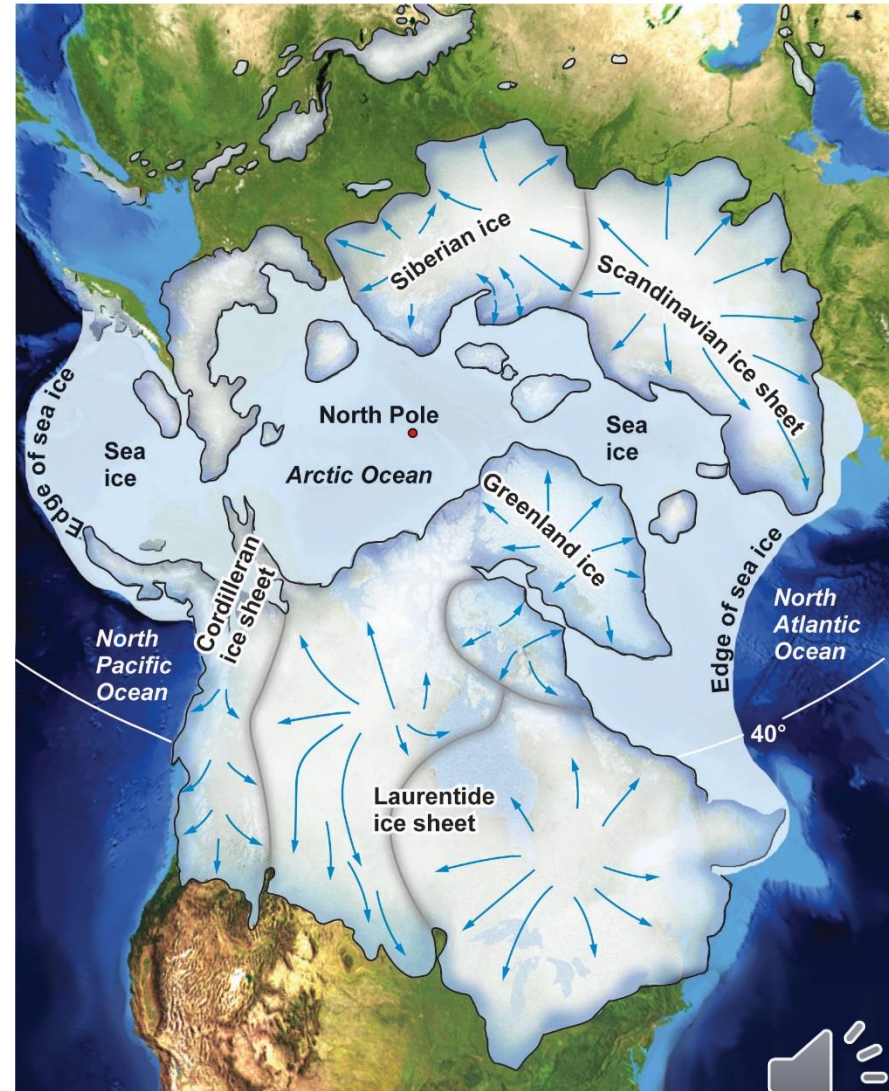 Siberian ice
Scandinavian ice sheet
Edge of sea ice
Sea
ice
North Pole
Arctic Ocean
Sea
ice
Greenland ice
Cordilleran
ice sheet
North
Pacific
Ocean
Edge of sea ice
North
Atlantic
Ocean
40°
Laurentide
ice sheet